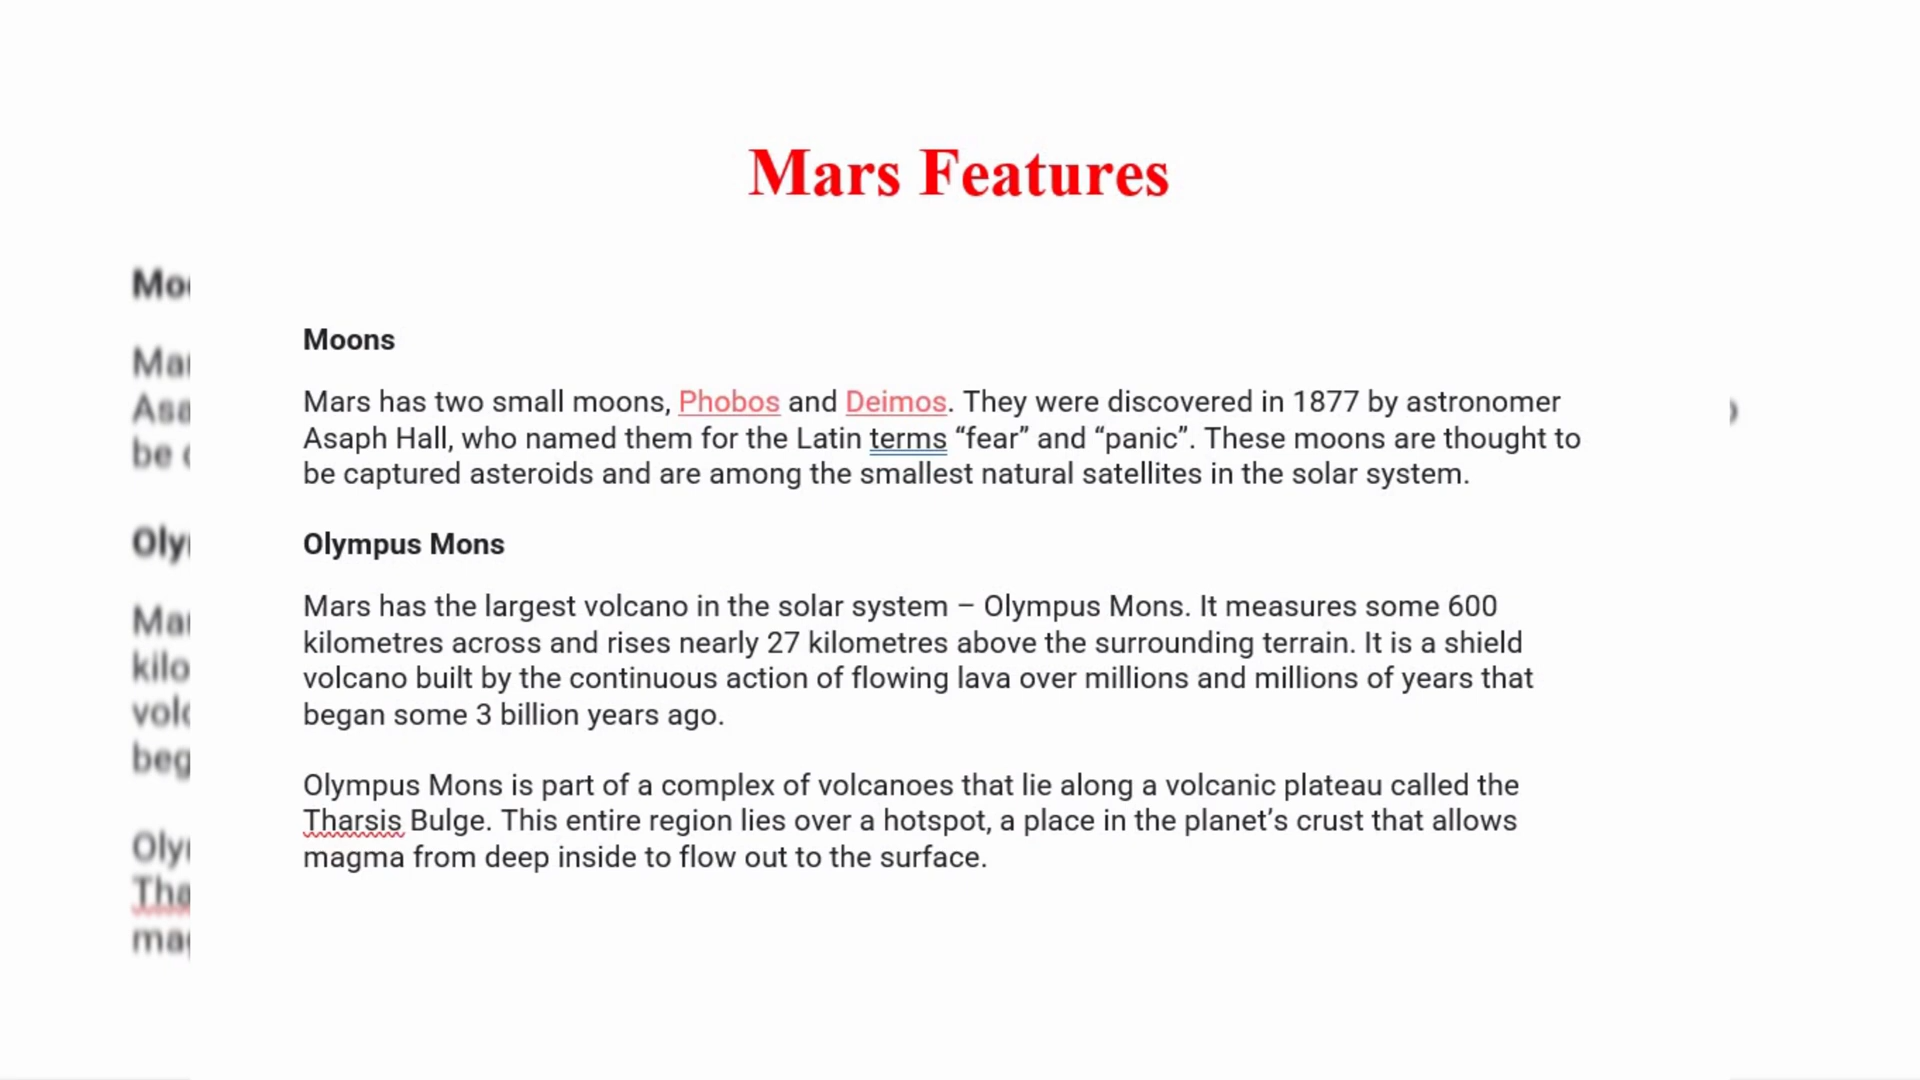 Mars Features
Moons
Mars has two small moons, Phobos and Deimos. They were discovered in 1877 by astronomer
Asaph Hall, who named them for the Latin terms “fear” and “panic”. These moons are thought to
be captured asteroids and are among the smallest natural satellites in the solar system.
Olympus Mons
Mars has the largest volcano in the solar system – Olympus Mons. It measures some 600
kilometres across and rises nearly 27 kilometres above the surrounding terrain. It is a shield
volcano built by the continuous action of flowing lava over millions and millions of years that
began some 3 billion years ago.
Olympus Mons is part of a complex of volcanoes that lie along a volcanic plateau called the
Tharsis Bulge. This entire region lies over a hotspot, a place in the planet’s crust that allows
magma from deep inside to flow out to the surface.